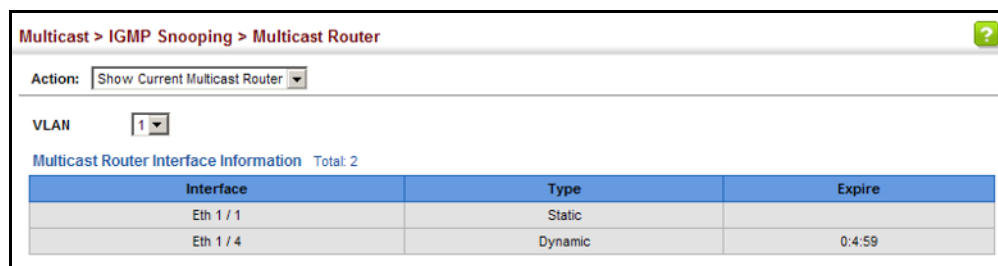 Multicast > IGMP Snooping > Multicast Router
?
Action: Show Current Multicast Router
VLAN 1
Multicast Router Interface Information Total: 2
Interface Type Expire
Eth 1 / 1 Static
Eth 1 / 4 Dynamic 0:4:59